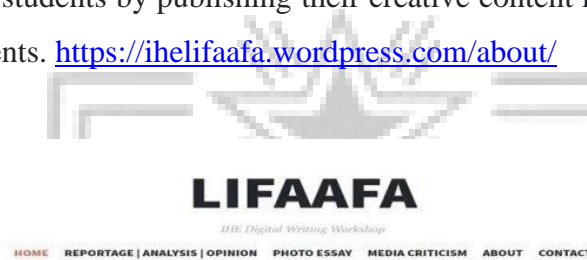 students by publishing their creative content
ents. https://ihelifaafa.wordpress.com/about/
LIFAAFA
IHE Digital Writing Workshop
HOME REPORTAGE | ANALYSIS | OPINION PHOTO ESSAY MEDIA CRITICISM ABOUT CONTACT